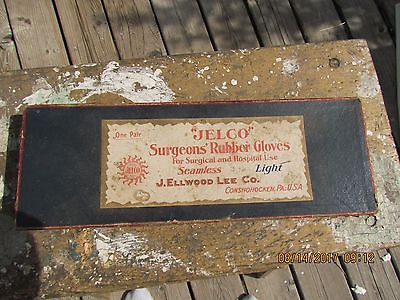 One Pair
"JELCO"
Surgeons' Rubber Gloves
For Surgical and Hospital Use
Seamless Light
J. ELLWOOD LEE CO.
CONSHOHOCKEN, PA. U.S.A
08/14/2017 09:12